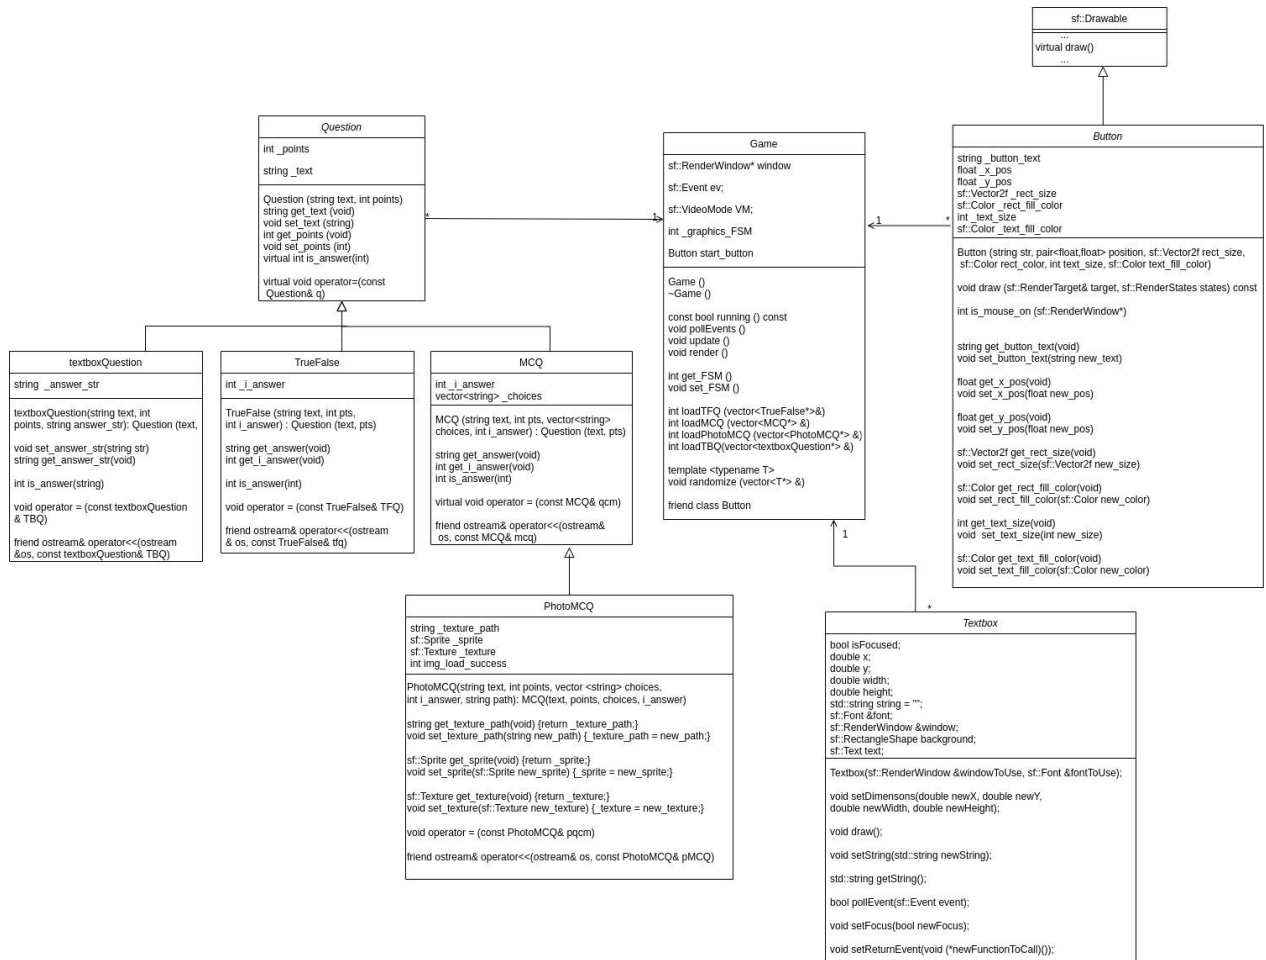 sf::Drawable
...
virtual draw()
...
Question
int _points
string _text
Question (string text, int points)
string get_text (void)
void set_text (string)
int get_points (void)
void set_points (int)
virtual int is_answer(int)
virtual void operator=(const
Question& q)
*
1
Game
sf::RenderWindow* window
sf::Event ev;
sf::VideoMode VM;
int _graphics_FSM
Button start_button
Game ()
~Game ()
const bool running () const
void pollEvents ()
void update ()
void render ()
int get_FSM ()
void set_FSM ()
int loadTFQ (vector<TrueFalse*>&)
int loadMCQ (vector<MCQ*> &)
int loadPhotoMCQ (vector<PhotoMCQ*> &)
int loadTBQ(vector<textboxQuestion*> &)
template <typename T>
void randomize (vector<T*> &)
friend class Button
1
*
Button
string _button_text
float _x_pos
float _y_pos
sf::Vector2f _rect_size
sf::Color _rect_fill_color
int _text_size
sf::Color _text_fill_color
Button (string str, pair<float,float> position, sf::Vector2f rect_size,
sf::Color rect_color, int text_size, sf::Color text_fill_color)
void draw (sf::RenderTarget& target, sf::RenderStates states) const
int is_mouse_on (sf::RenderWindow*)
string get_button_text(void)
void set_button_text(string new_text)
float get_x_pos(void)
void set_x_pos(float new_pos)
float get_y_pos(void)
void set_y_pos(float new_pos)
sf::Vector2f get_rect_size(void)
void set_rect_size(sf::Vector2f new_size)
sf::Color get_rect_fill_color(void)
void set_rect_fill_color(sf::Color new_color)
int get_text_size(void)
void set_text_size(int new_size)
sf::Color get_text_fill_color(void)
void set_text_fill_color(sf::Color new_color)
textboxQuestion
string _answer_str
textboxQuestion(string text, int
points, string answer_str): Question (text,
void set_answer_str(string str)
string get_answer_str(void)
int is_answer(string)
void operator = (const textboxQuestion
& TBQ)
friend ostream& operator<<(ostream
&os, const textboxQuestion& TBQ)
TrueFalse
int _i_answer
TrueFalse (string text, int pts,
int i_answer) : Question (text, pts)
string get_answer(void)
int get_i_answer(void)
int is_answer(int)
void operator = (const TrueFalse& TFQ)
friend ostream& operator<<(ostream
& os, const TrueFalse& tfq)
MCQ
int _i_answer
vector<string> _choices
MCQ (string text, int pts, vector<string>
choices, int i_answer) : Question (text, pts)
string get_answer(void)
int get_i_answer(void)
int is_answer(int)
virtual void operator = (const MCQ& qcm)
friend ostream& operator<<(ostream&
os, const MCQ& mcq)
PhotoMCQ
string _texture_path
sf::Sprite _sprite
sf::Texture _texture
int img_load_success
PhotoMCQ(string text, int points, vector <string> choices,
int i_answer, string path): MCQ(text, points, choices, i_answer)
string get_texture_path(void) {return _texture_path;}
void set_texture_path(string new_path) {_texture_path = new_path;}
sf::Sprite get_sprite(void) {return _sprite;}
void set_sprite(sf::Sprite new_sprite) {_sprite = new_sprite;}
sf::Texture get_texture(void) {return _texture;}
void set_texture(sf::Texture new_texture) {_texture = new_texture;}
void operator = (const PhotoMCQ& pqcm)
friend ostream& operator<<(ostream& os, const PhotoMCQ& pMCQ)
1
*
Textbox
bool isFocused;
double x;
double y;
double width;
double height;
std::string string = "";
sf::Font &font;
sf::RenderWindow &window;
sf::RectangleShape background;
sf::Text text;
Textbox(sf::RenderWindow &windowToUse, sf::Font &fontToUse);
void setDimensons(double newX, double newY,
double newWidth, double newHeight);
void draw();
void setString(std::string newString);
std::string getString();
bool pollEvent(sf::Event event);
void setFocus(bool newFocus);
void setReturnEvent(void (*newFunctionToCall)());